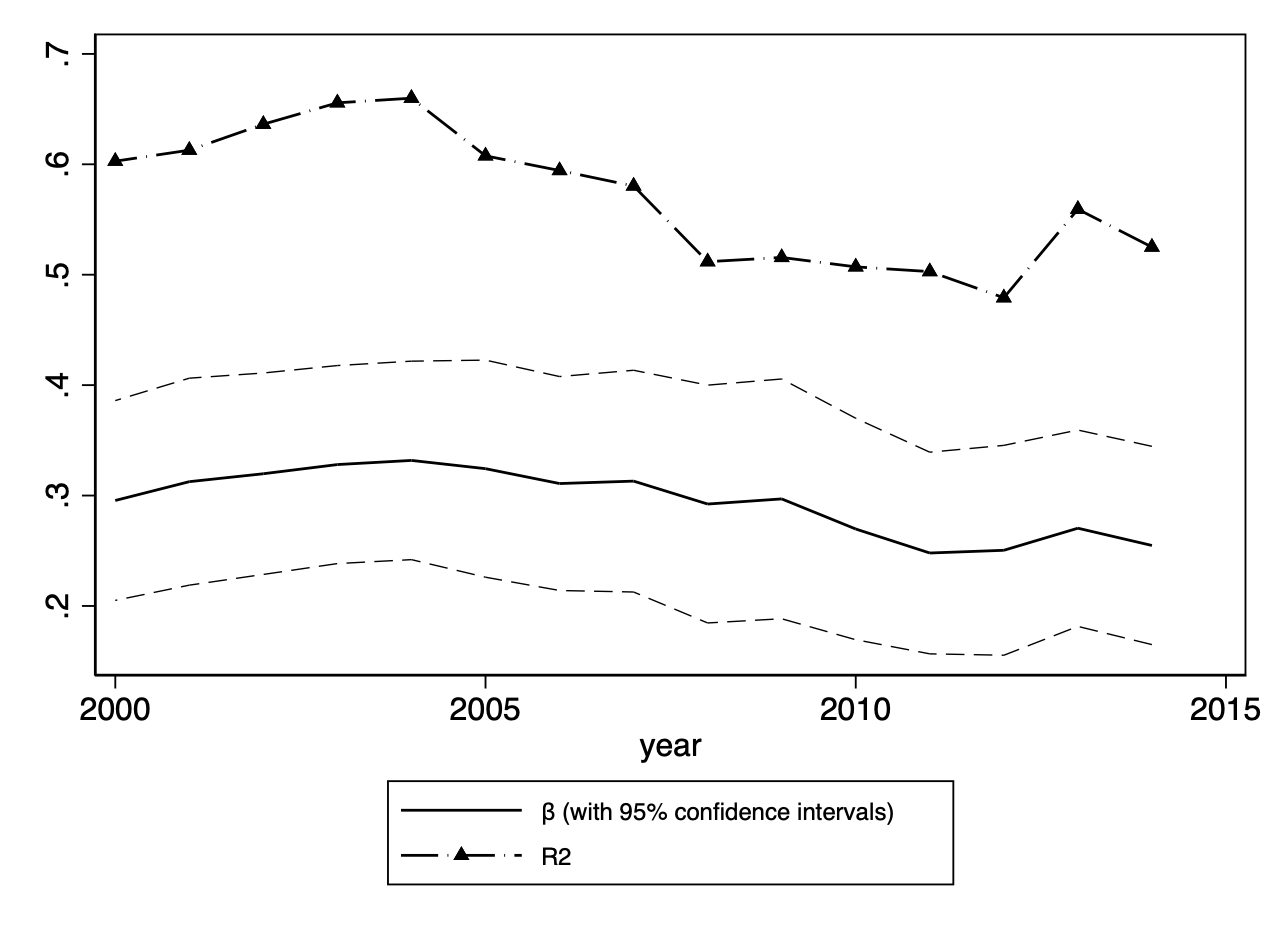 .7
.6
.5
.4
.3
.2
2000 2005 2010 2015
year
β (with 95% confidence intervals)
R2